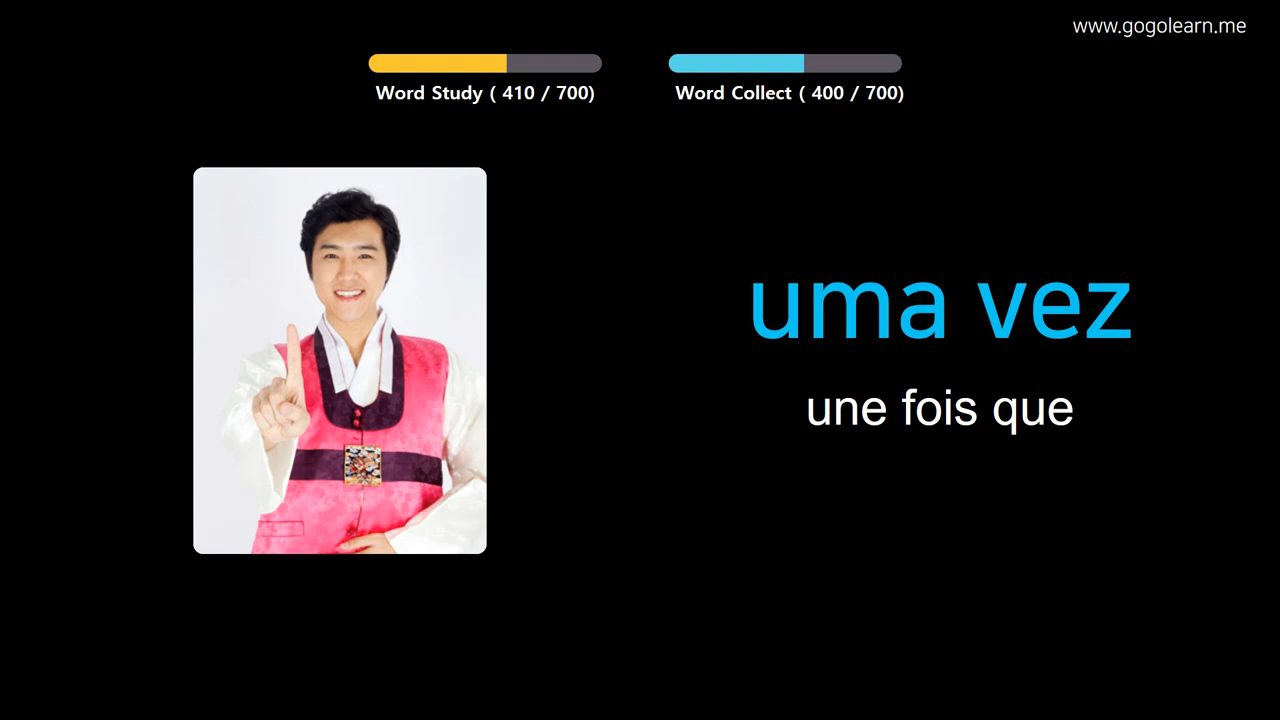 www.gogolearn.me
Word Study ( 410 / 700)
Word Collect ( 400 / 700)
uma vez
une fois que